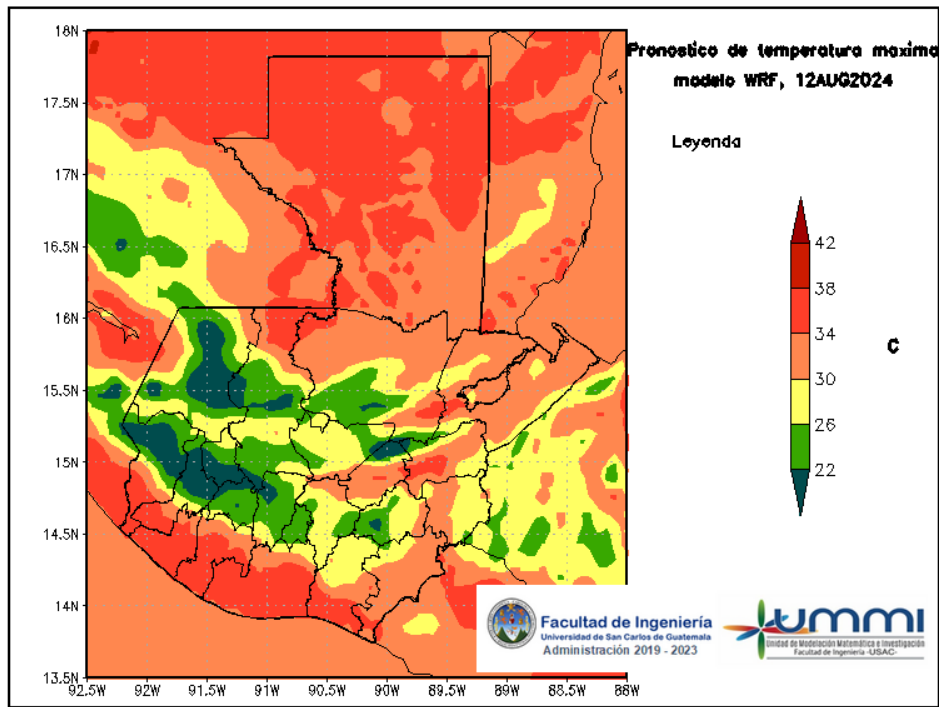 Pronostico de temperatura maxima
modelo WRF, 12AUG2024
Leyenda
42
38
34
30
26
22
C
18N
17.5N
17N
16.5N
16N
15.5N
15N
14.5N
14N
13.5N
92.5W 92W 91.5W 91W 90.5W 90W 89.5W 89W 88.5W 88W
Facultad de Ingeniería
Universidad de San Carlos de Guatemala
Administración 2019 - 2023
UMMI
Unidad de Modelación Matemática e Investigación
Facultad de Ingeniería -USAC-